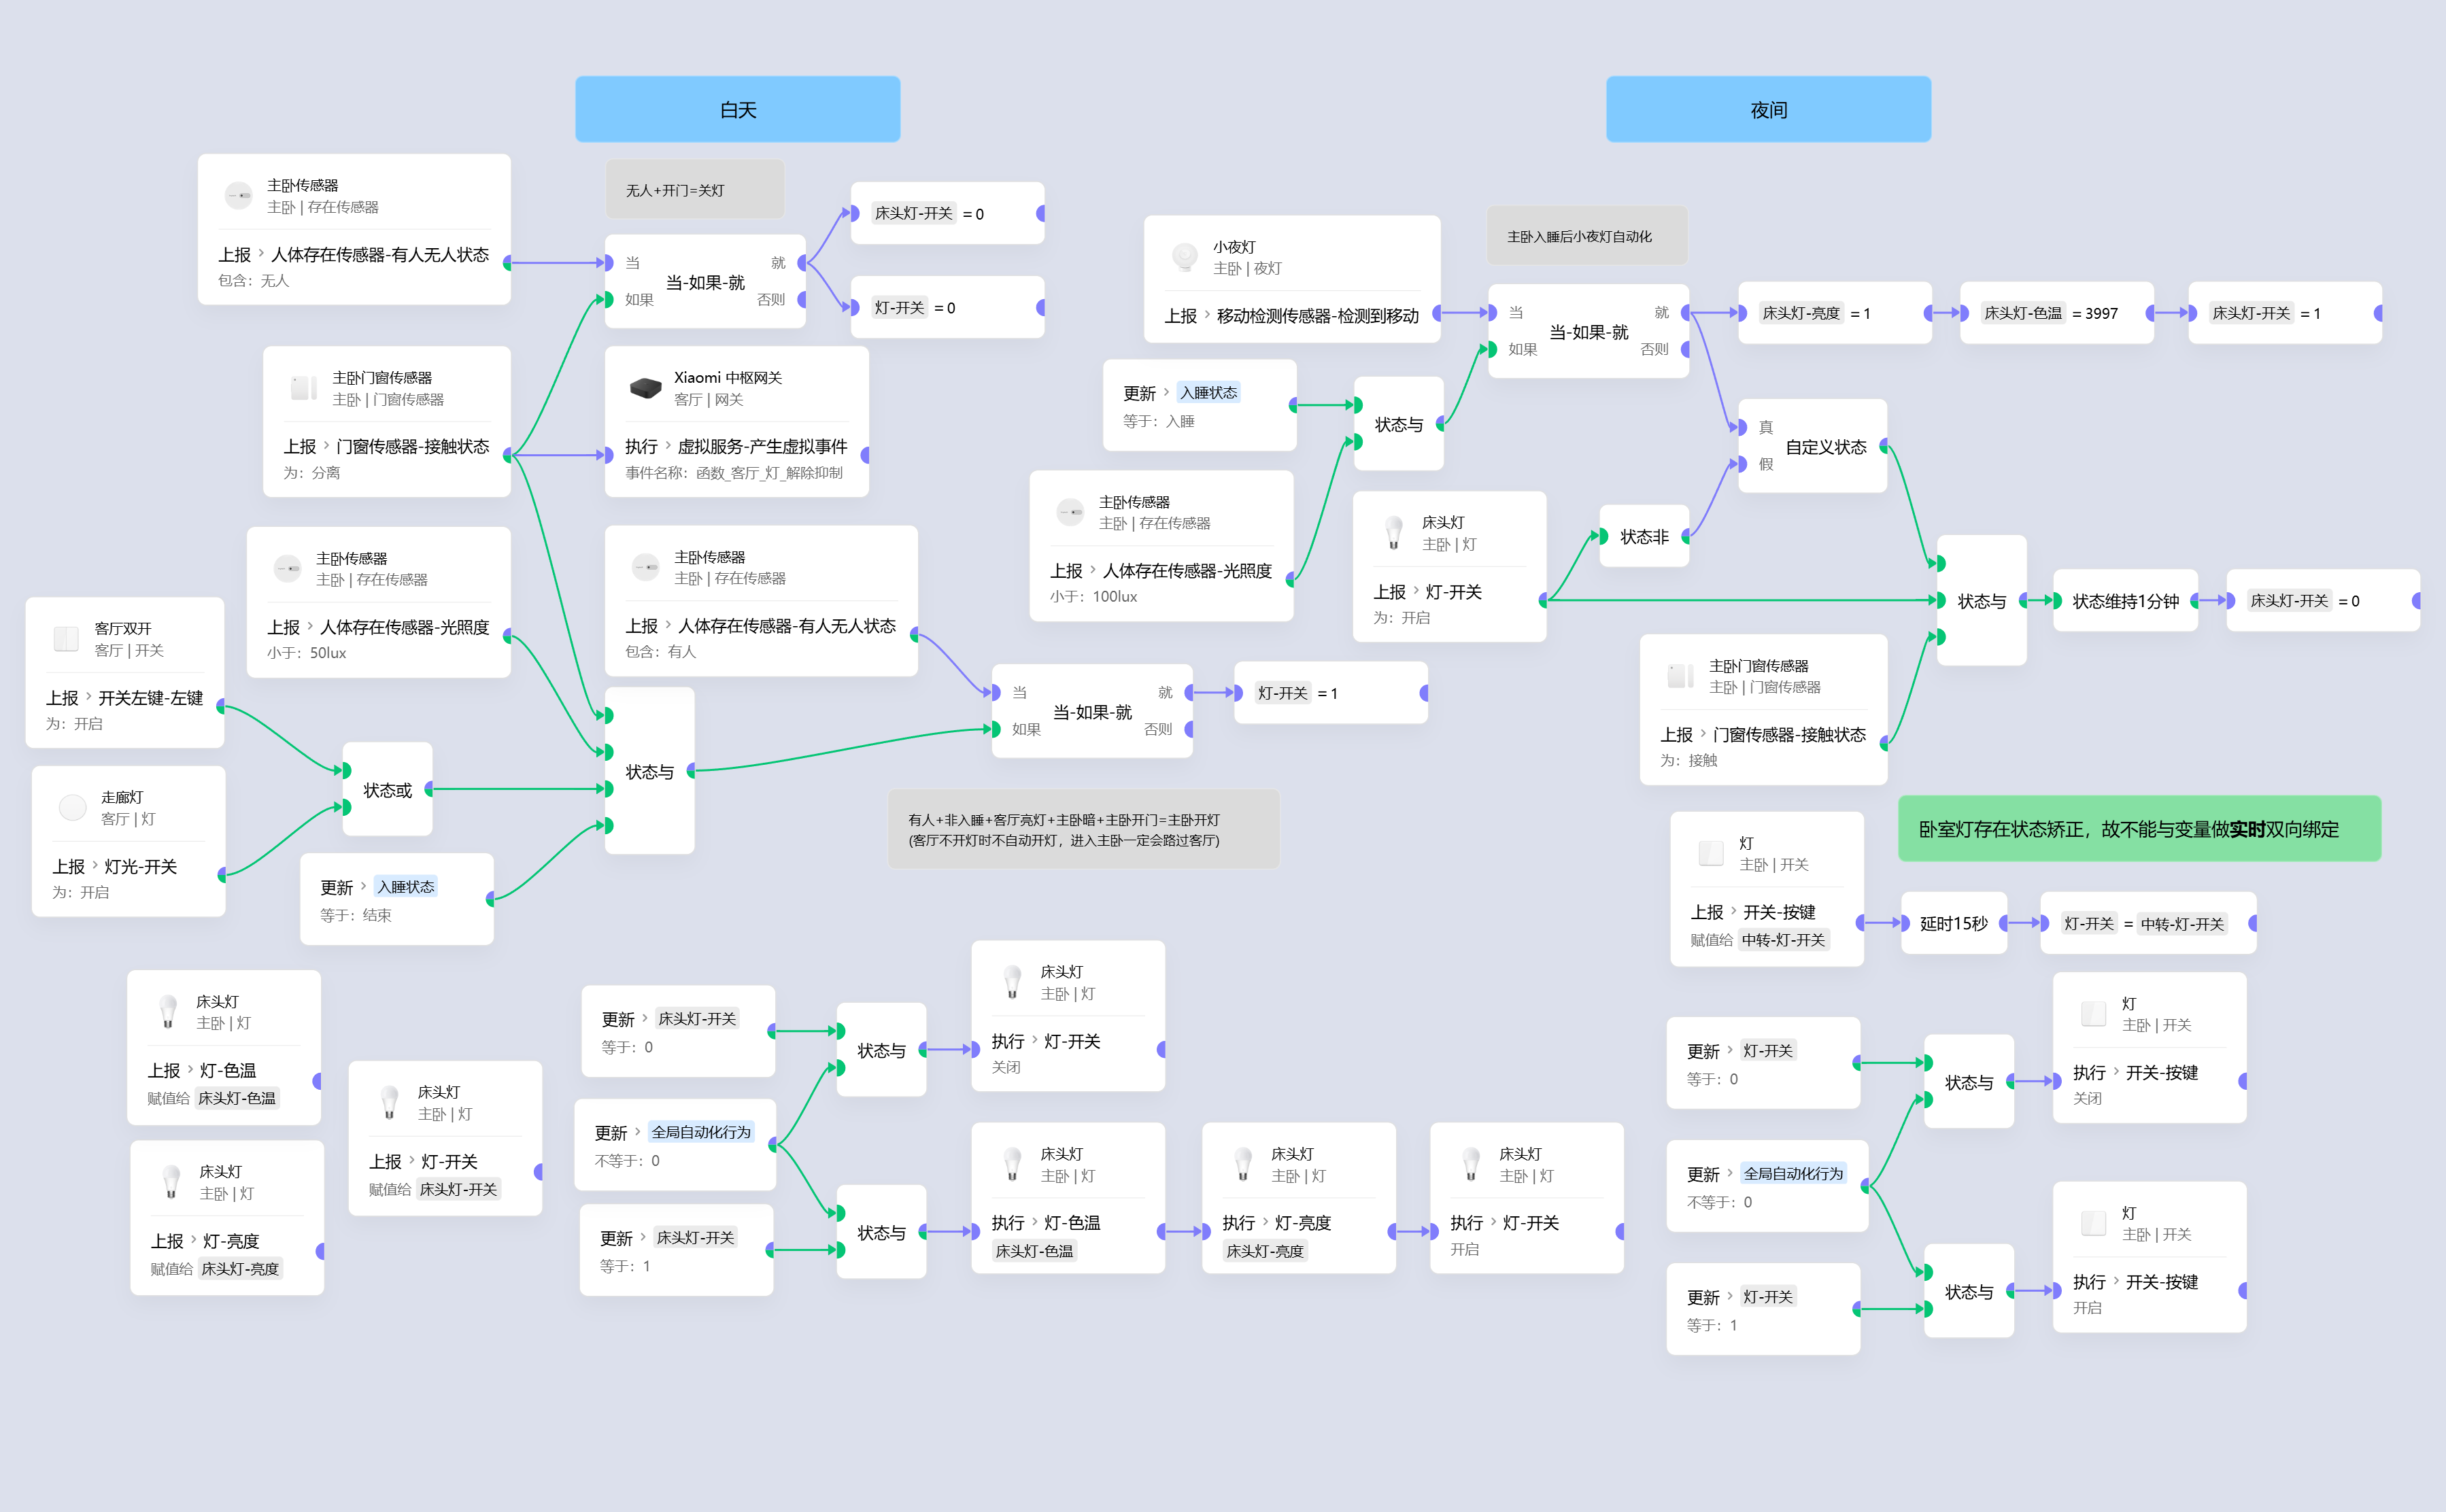 白天
夜间
主卧传感器
主卧 | 存在传感器
上报 › 人体存在传感器-有人无人状态
包含：无人
无人+开门=关灯
当
就
当-如果-就
如果
否则
床头灯-开关 = 0
灯-开关 = 0
主卧门窗传感器
主卧 | 门窗传感器
上报 › 门窗传感器-接触状态
为：分离
Xiaomi 中枢网关
客厅 | 网关
执行 › 虚拟服务-产生虚拟事件
事件名称：函数_客厅_灯_解除抑制
主卧传感器
主卧 | 存在传感器
上报 › 人体存在传感器-光照度
小于：50lux
主卧传感器
主卧 | 存在传感器
上报 › 人体存在传感器-有人无人状态
包含：有人
客厅双开
客厅 | 开关
上报 › 开关左键-左键
为：开启
走廊灯
客厅 | 灯
上报 › 灯光-开关
为：开启
状态或
更新 › 入睡状态
等于：结束
状态与
当
就
当-如果-就
如果
否则
灯-开关 = 1
有人+非入睡+客厅亮灯+主卧暗+主卧开门=主卧开灯
(客厅不开灯时不自动开灯，进入主卧一定会路过客厅)
小夜灯
主卧 | 夜灯
上报 › 移动检测传感器-检测到移动
主卧入睡后小夜灯自动化
当
就
当-如果-就
如果
否则
床头灯-亮度 = 1
床头灯-色温 = 3997
床头灯-开关 = 1
更新 › 入睡状态
等于：入睡
状态与
主卧传感器
主卧 | 存在传感器
上报 › 人体存在传感器-光照度
小于：100lux
床头灯
主卧 | 灯
上报 › 灯-开关
为：开启
状态非
真
自定义状态
假
主卧门窗传感器
主卧 | 门窗传感器
上报 › 门窗传感器-接触状态
为：接触
状态与
状态维持1分钟
床头灯-开关 = 0
卧室灯存在状态矫正，故不能与变量做实时双向绑定
灯
主卧 | 开关
上报 › 开关-按键
赋值给 中转-灯-开关
延时15秒
灯-开关 = 中转-灯-开关
床头灯
主卧 | 灯
上报 › 灯-色温
赋值给 床头灯-色温
床头灯
主卧 | 灯
上报 › 灯-开关
赋值给 床头灯-开关
床头灯
主卧 | 灯
上报 › 灯-亮度
赋值给 床头灯-亮度
更新 › 床头灯-开关
等于：0
更新 › 全局自动化行为
不等于：0
更新 › 床头灯-开关
等于：1
状态与
状态与
床头灯
主卧 | 灯
执行 › 灯-开关
关闭
床头灯
主卧 | 灯
执行 › 灯-色温
床头灯-色温
床头灯
主卧 | 灯
执行 › 灯-亮度
床头灯-亮度
床头灯
主卧 | 灯
执行 › 灯-开关
开启
更新 › 灯-开关
等于：0
更新 › 全局自动化行为
不等于：0
更新 › 灯-开关
等于：1
状态与
状态与
灯
主卧 | 开关
执行 › 开关-按键
关闭
灯
主卧 | 开关
执行 › 开关-按键
开启